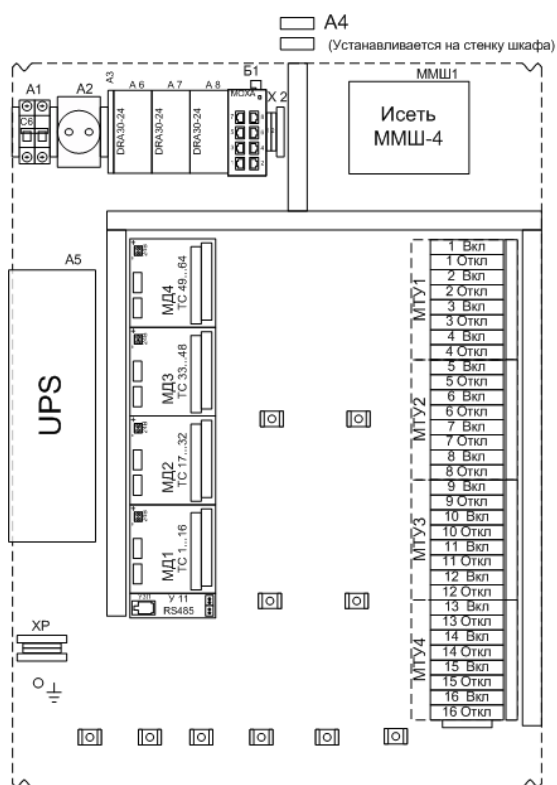 А4
(Устанавливается на стенку шкафа)
А1
А2
А3
А 6
А 7
А 8
Б1
X 2
ММШ1
C6
DRA30-24
DRA30-24
DRA30-24
MOXA
Исеть
ММШ-4
А5
UPS
МД4
ТС 49...64
МД3
ТС 33...48
МД2
ТС 17...32
МД1
ТС 1...16
У 11
RS485
МТУ1
1 Вкл
1 Откл
2 Вкл
2 Откл
3 Вкл
3 Откл
4 Вкл
4 Откл
МТУ2
5 Вкл
5 Откл
6 Вкл
6 Откл
7 Вкл
7 Откл
8 Вкл
8 Откл
МТУ3
9 Вкл
9 Откл
10 Вкл
10 Откл
11 Вкл
11 Откл
12 Вкл
12 Откл
МТУ4
13 Вкл
13 Откл
14 Вкл
14 Откл
15 Вкл
15 Откл
16 Вкл
16 Откл
ХР